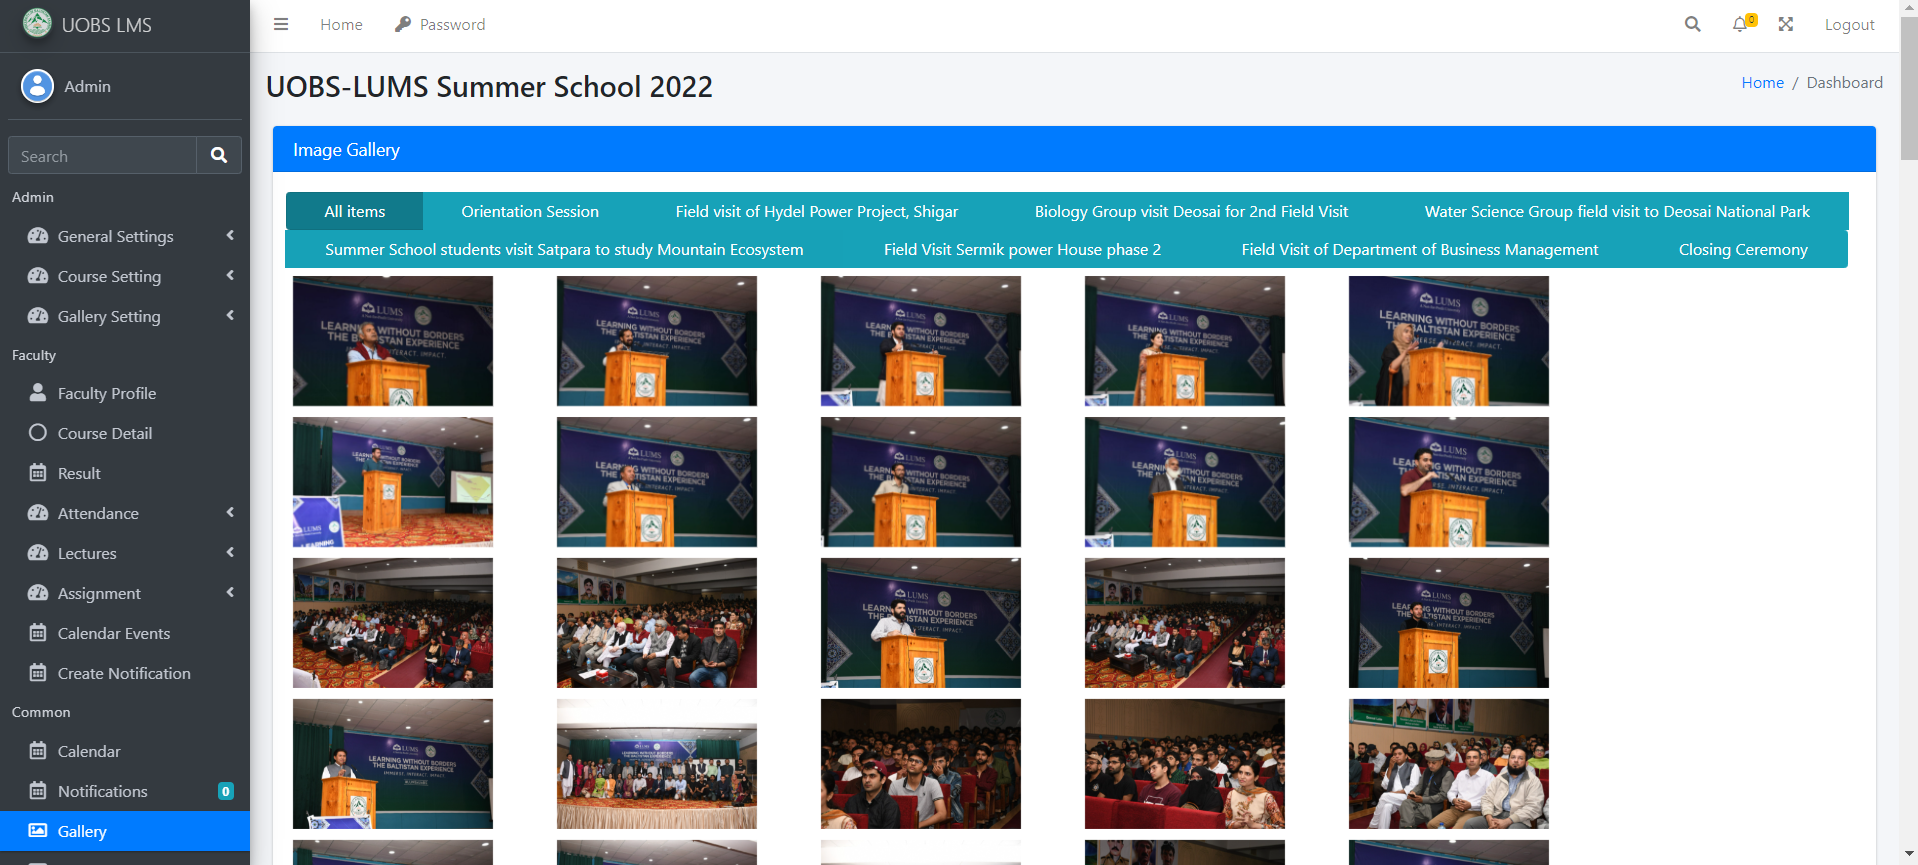 UOBS LMS
Home
Password
0
Logout
Admin
UOBS-LUMS Summer School 2022
Home / Dashboard
Search
Image Gallery
Admin
General Settings
Course Setting
Gallery Setting
Faculty
Faculty Profile
Course Detail
Result
Attendance
Lectures
Assignment
Calendar Events
Create Notification
Common
Calendar
Notifications 0
Gallery
All items
Orientation Session
Field visit of Hydel Power Project, Shigar
Biology Group visit Deosai for 2nd Field Visit
Water Science Group field visit to Deosai National Park
Summer School students visit Satpara to study Mountain Ecosystem
Field Visit Sermik power House phase 2
Field Visit of Department of Business Management
Closing Ceremony
LUMS
LEARNING WITHOUT BORDERS
THE BALTISTAN EXPERIENCE